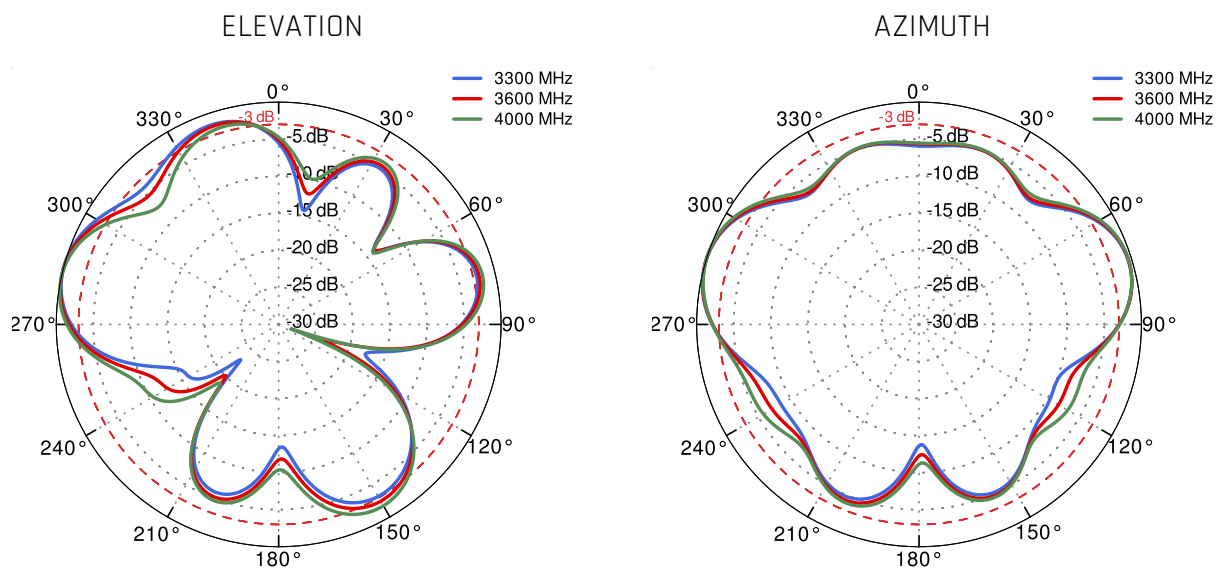 ELEVATION
3300 MHz
3600 MHz
4000 MHz
0°
30°
60°
90°
120°
150°
180°
210°
240°
270°
300°
330°
-3 dB
-5 dB
-10 dB
-15 dB
-20 dB
-25 dB
-30 dB
AZIMUTH
3300 MHz
3600 MHz
4000 MHz
0°
30°
60°
90°
120°
150°
180°
210°
240°
270°
300°
330°
-3 dB
-5 dB
-10 dB
-15 dB
-20 dB
-25 dB
-30 dB